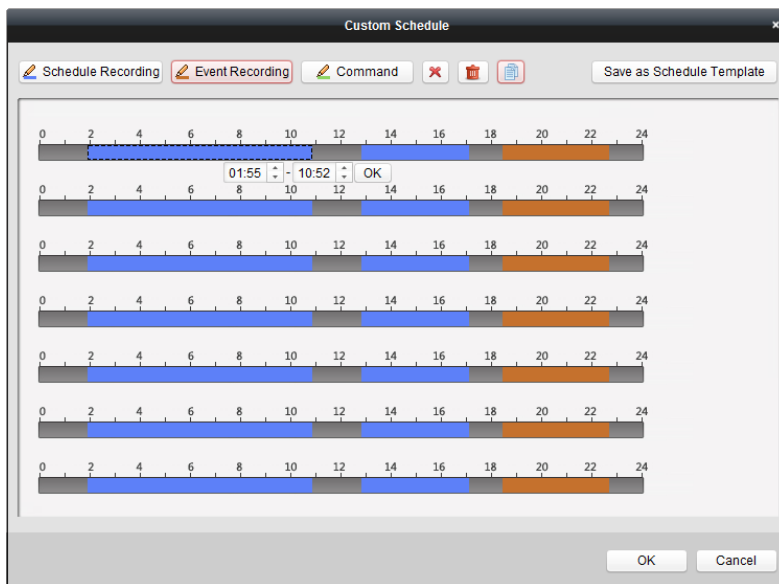 Custom Schedule ×
Schedule Recording Event Recording Command Save as Schedule Template
0 2 4 6 8 10 12 14 16 18 20 22 24
01:55 - 10:52 OK
0 2 4 6 8 10 12 14 16 18 20 22 24
0 2 4 6 8 10 12 14 16 18 20 22 24
0 2 4 6 8 10 12 14 16 18 20 22 24
0 2 4 6 8 10 12 14 16 18 20 22 24
0 2 4 6 8 10 12 14 16 18 20 22 24
0 2 4 6 8 10 12 14 16 18 20 22 24
OK Cancel